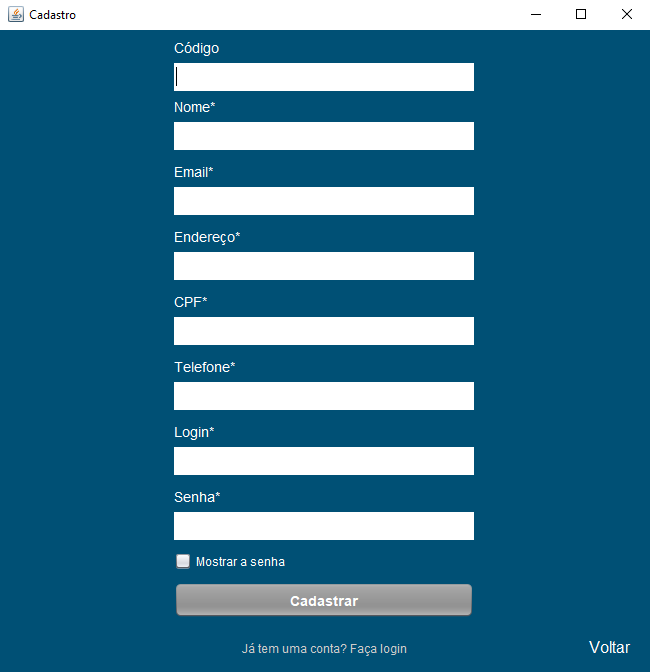 Cadastro
Código
Nome*
Email*
Endereço*
CPF*
Telefone*
Login*
Senha*
Mostrar a senha
Cadastrar
Já tem uma conta? Faça login
Voltar